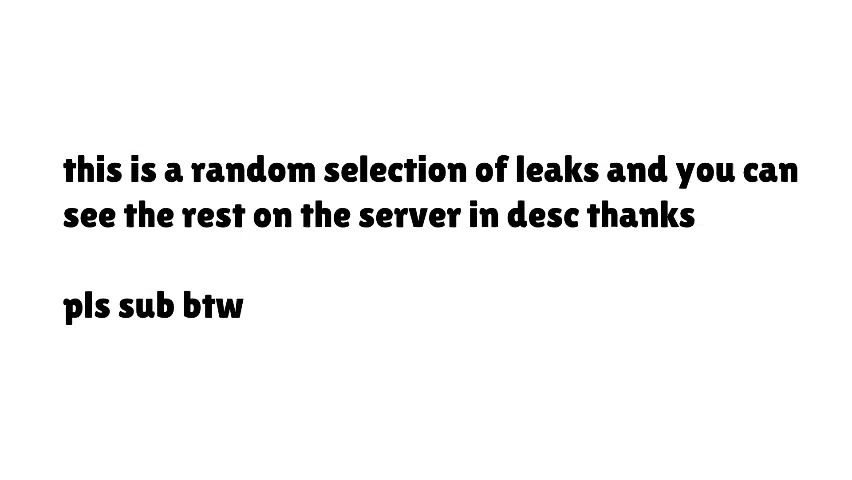 this is a random selection of leaks and you can
see the rest on the server in desc thanks
pls sub btw